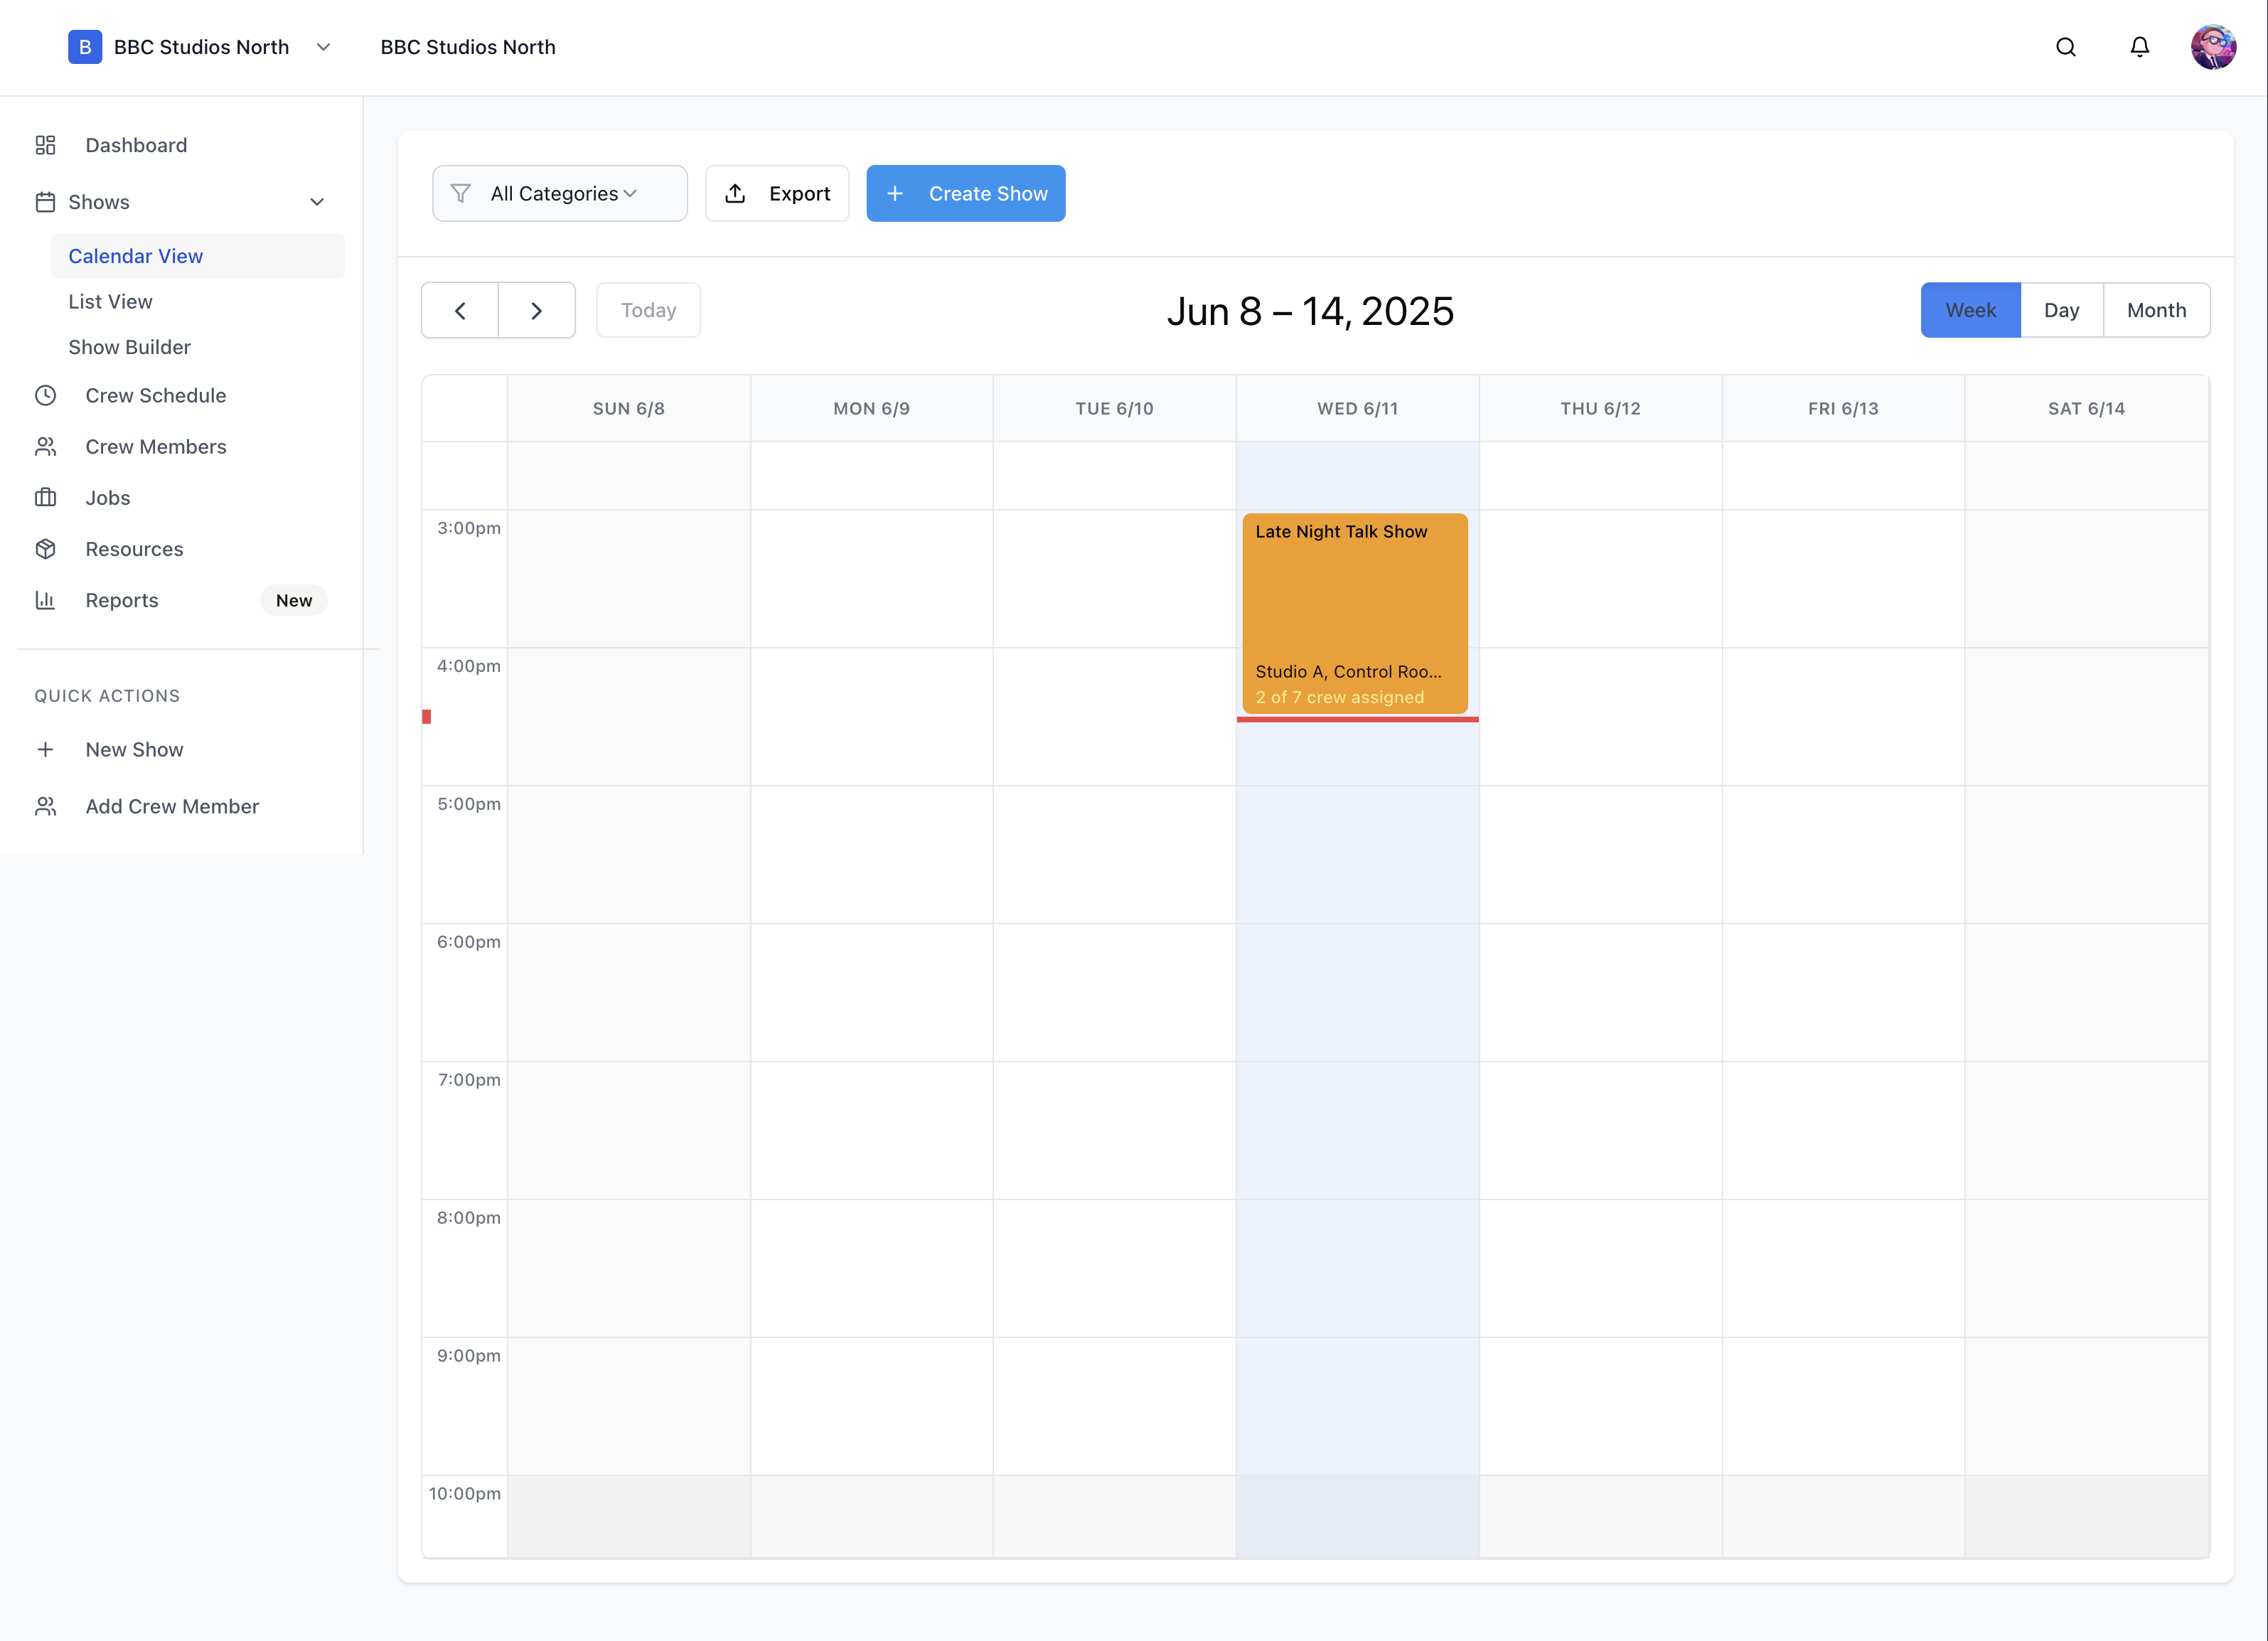 B BBC Studios North BBC Studios North
Dashboard
Shows
Calendar View
List View
Show Builder
Crew Schedule
Crew Members
Jobs
Resources
Reports New
QUICK ACTIONS
New Show
Add Crew Member
All Categories Export + Create Show
Today Jun 8 – 14, 2025 Week Day Month
SUN 6/8 MON 6/9 TUE 6/10 WED 6/11 THU 6/12 FRI 6/13 SAT 6/14
3:00pm
Late Night Talk Show
4:00pm
Studio A, Control Roo...
2 of 7 crew assigned
5:00pm
6:00pm
7:00pm
8:00pm
9:00pm
10:00pm